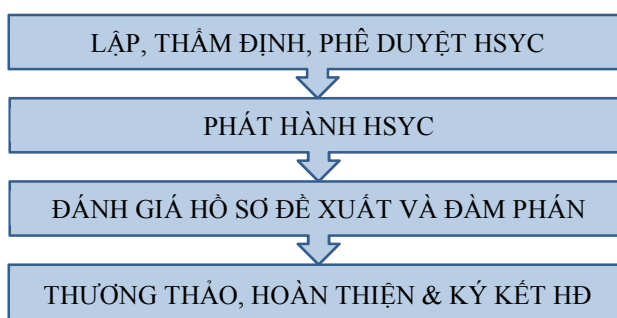 LẬP, THẨM ĐỊNH, PHÊ DUYỆT HSYC
PHÁT HÀNH HSYC
ĐÁNH GIÁ HỒ SƠ ĐỀ XUẤT VÀ ĐÀM PHÁN
THƯƠNG THẢO, HOÀN THIỆN & KÝ KẾT HĐ